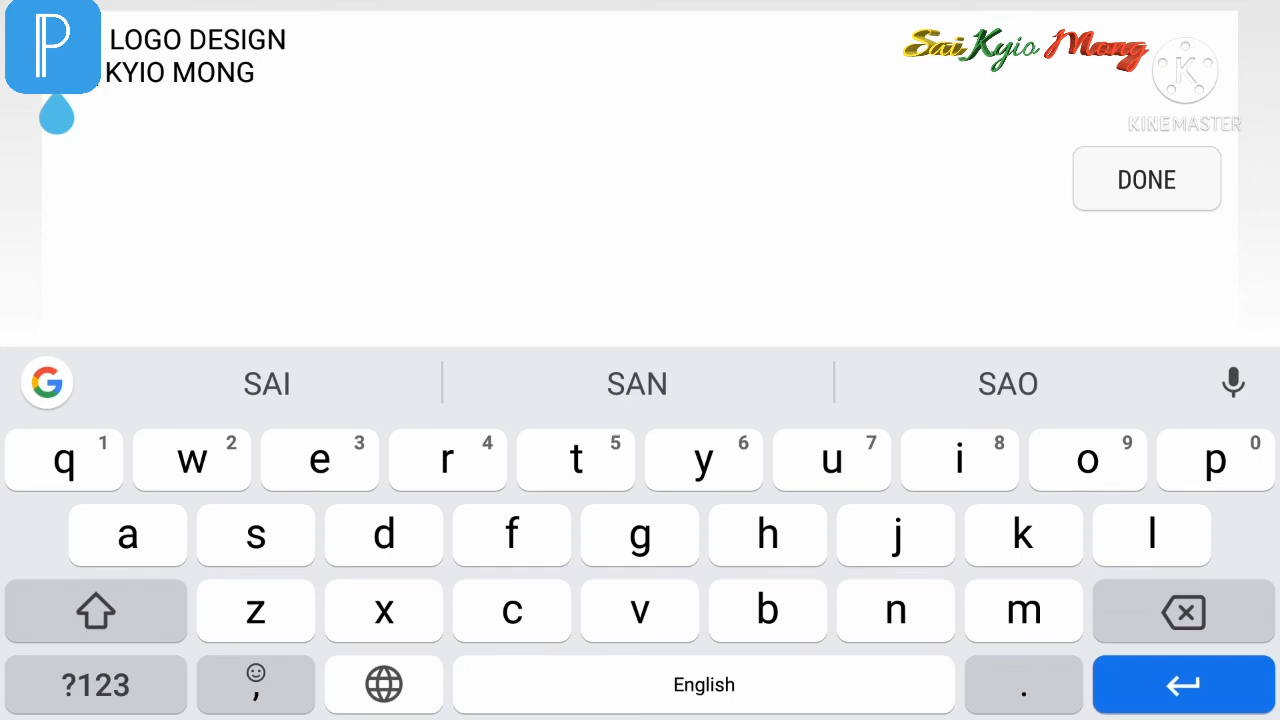 LOGO DESIGN
KYIO MONG
Sai Kyio Mong
K
KINEMASTER
DONE
G SAI SAN SAO
q 1 w 2 e 3 r 4 t 5 y 6 u 7 i 8 o 9 p 0
a s d f g h j k l
z x c v b n m
?123 , English .